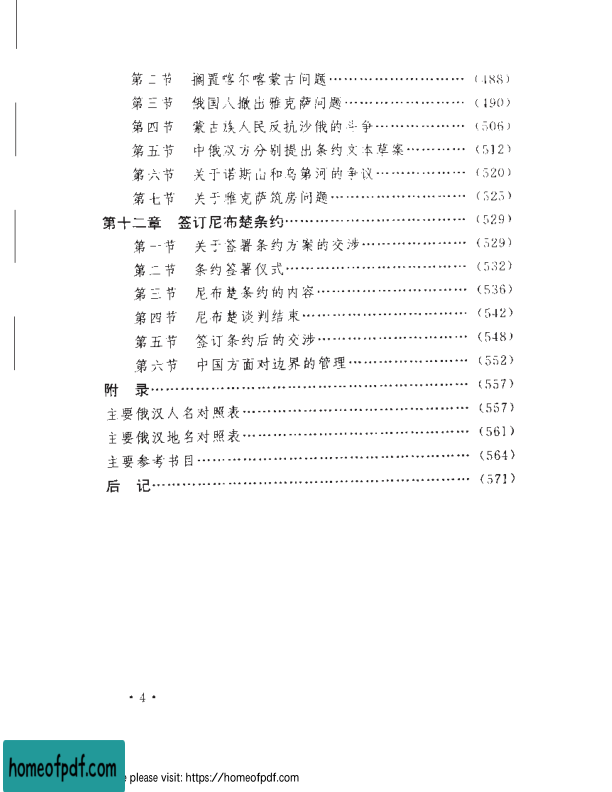 第二节 搁置喀尔喀蒙古问题………………………(488)
第三节 俄国人撤出雅克萨问题……………………(490)
第四节 蒙古族人民反抗沙俄的斗争………………(506)
第五节 中俄双方分别提出条约文本草案…………(512)
第六节 关于诺斯山和乌第河的争议………………(520)
第七节 关于雅克萨筑房问题………………………(525)
第十二章 签订尼布楚条约………………………………(529)
第一节 关于签署条约方案的交涉…………………(529)
第二节 条约签署仪式………………………………(532)
第三节 尼布楚条约的内容…………………………(536)
第四节 尼布楚谈判结束……………………………(542)
第五节 签订条约后的交涉…………………………(548)
第六节 中国方面对边界的管理……………………(552)
附 录………………………………………………………(557)
主要俄汉人名对照表………………………………………(557)
主要俄汉地名对照表………………………………………(561)
主要参考书目………………………………………………(564)
后 记………………………………………………………(571)
·4·
homeofpdf.com
please visit: https://homeofpdf.com